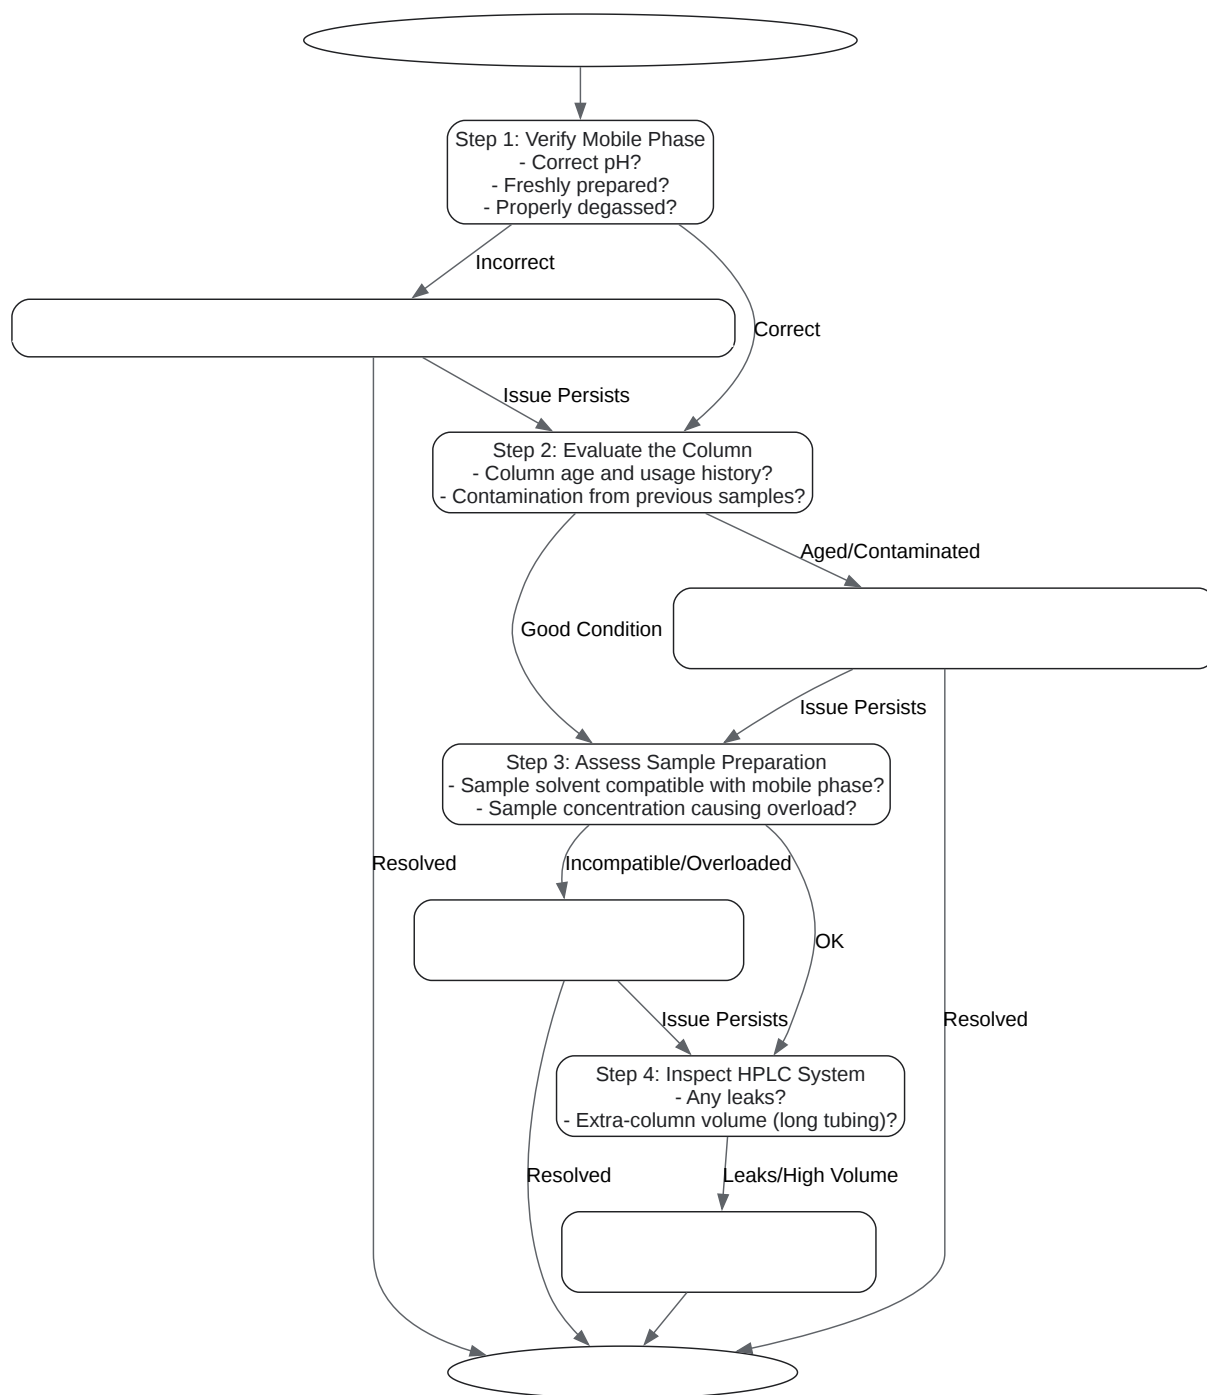 Step 1: Verify Mobile Phase
- Correct pH?
- Freshly prepared?
- Properly degassed?
Incorrect
Correct
Issue Persists
Step 2: Evaluate the Column
- Column age and usage history?
- Contamination from previous samples?
Aged/Contaminated
Good Condition
Issue Persists
Step 3: Assess Sample Preparation
- Sample solvent compatible with mobile phase?
- Sample concentration causing overload?
Resolved
Incompatible/Overloaded
OK
Issue Persists
Resolved
Step 4: Inspect HPLC System
- Any leaks?
- Extra-column volume (long tubing)?
Resolved
Leaks/High Volume